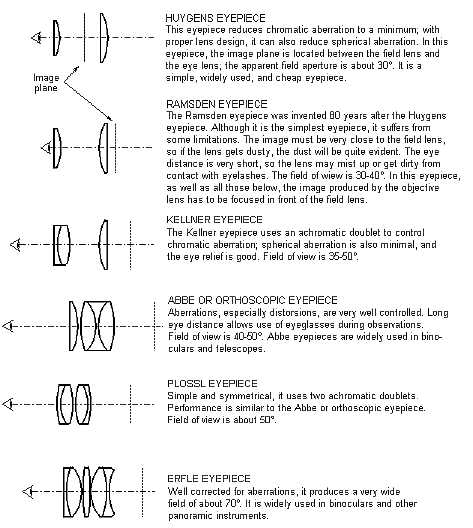 HUYGENS EYEPIECE
This eyepiece reduces chromatic aberration to a minimum; with
proper lens design, it can also reduce spherical aberration. In this
eyepiece, the image plane is located between the field lens and
the eye lens; the apparent field aperture is about 30°. It is a
simple, widely used, and cheap eyepiece.
Image
plane
RAMSDEN EYEPIECE
The Ramsden eyepiece was invented 80 years after the Huygens
eyepiece. Although it is the simplest eyepiece, it suffers from
some limitations. The image must be very close to the field lens,
so if the lens gets dusty, the dust will be quite evident. The eye
distance is very short, so the lens may mist up or get dirty from
contact with eyelashes. The field of wiew is 30-40°. In this eyepiece,
as well as all those below, the image produced by the objective
lens has to be focused in front of the field lens.
KELLNER EYEPIECE
The Kellner eyepiece uses an achromatic doublet to control
chromatic aberration; spherical aberration is also minimal, and
the eye relief is good. Field of view is 35-50°.
ABBE OR ORTHOSCOPIC EYEPIECE
Aberrations, especially distorsions, are very well controlled. Long
eye distance allows use of eyeglasses during observations.
Field of view is 40-50°. Abbe eyepieces are widely used in bino-
culars and telescopes.
PLOSSL EYEPIECE
Simple and symmetrical, it uses two achromatic doublets.
Performance is similar to the Abbe or orthoscopic eyepiece.
Field of view is about 50°.
ERFLE EYEPIECE
Well corrected for aberrations, it produces a very wide
field of about 70°. It is widely used in binoculars and other
panoramic instruments.